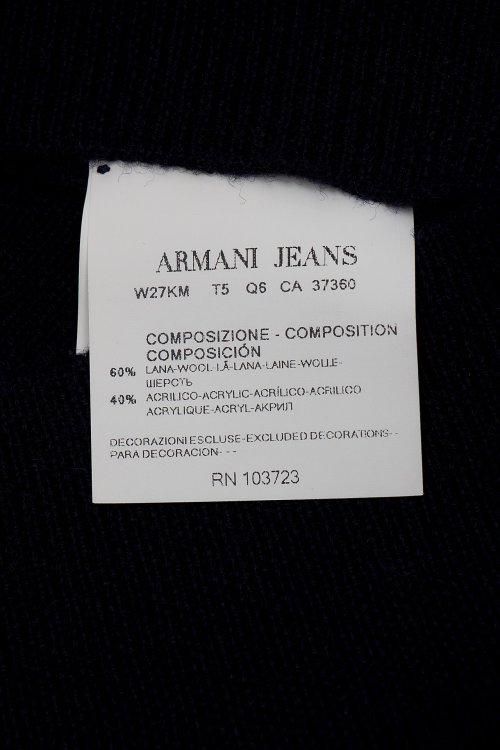 ARMANI JEANS
W27KM T5 Q6 CA 37360
COMPOSIZIONE - COMPOSITION
COMPOSICIÓN
60% LANA-WOOL-LÃ-LANA-LAINE-WOLLE-
ШЕРСТЬ
40% ACRILICO-ACRYLIC-ACRÍLICO-ACRILICO
ACRYLIQUE-ACRYL-АКРИЛ
DECORAZIONI ESCLUSE-EXCLUDED DECORATIONS- -
PARA DECORACION- - -
RN 103723